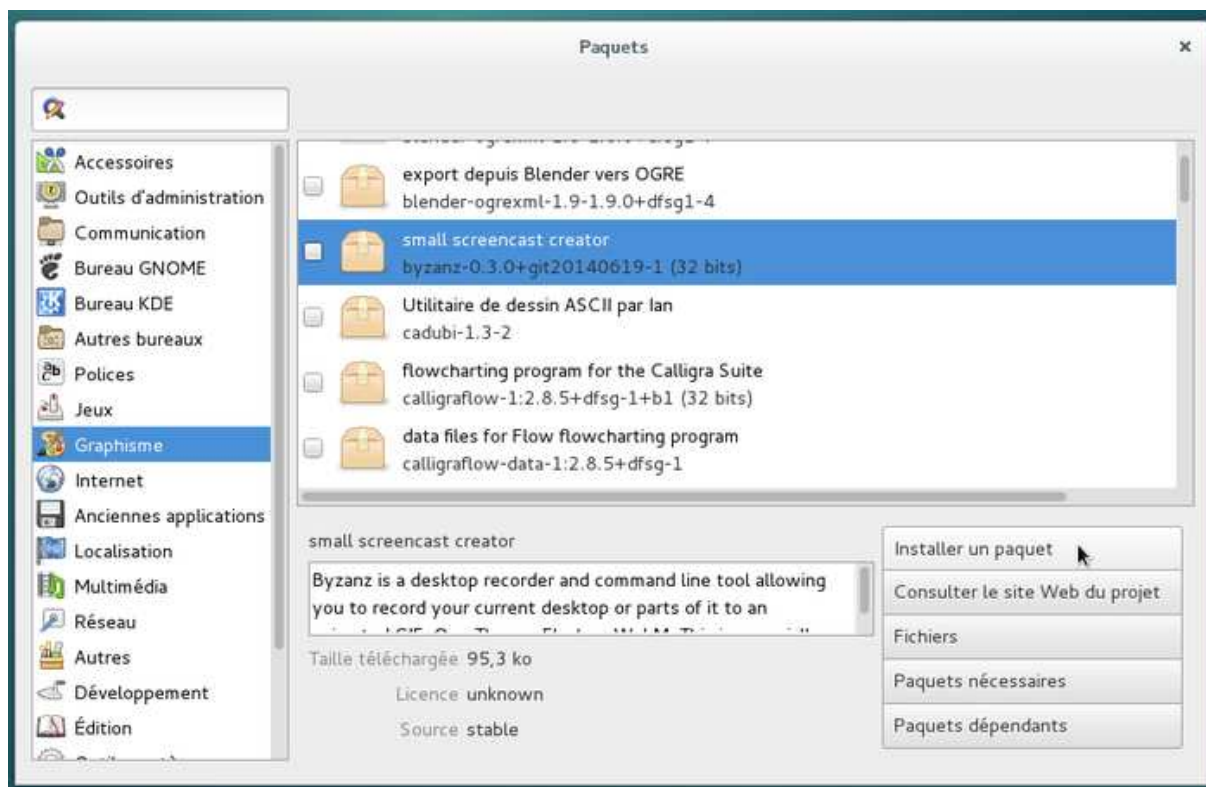 Paquets
Accessoires
Outils d'administration
Communication
Bureau GNOME
Bureau KDE
Autres bureaux
Polices
Jeux
Graphisme
Internet
Anciennes applications
Localisation
Multimédia
Réseau
Autres
Développement
Édition
export depuis Blender vers OGRE
blender-ogrexml-1.9-1.9.0+dfsg1-4
small screencast creator
byzanz-0.3.0+git20140619-1 (32 bits)
Utilitaire de dessin ASCII par Ian
cadubi-1.3-2
flowcharting program for the Calligra Suite
calligraflow-1:2.8.5+dfsg-1+b1 (32 bits)
data files for Flow flowcharting program
calligraflow-data-1:2.8.5+dfsg-1
small screencast creator
Byzanz is a desktop recorder and command line tool allowing
you to record your current desktop or parts of it to an
Taille téléchargée 95,3 ko
Licence unknown
Source stable
Installer un paquet
Consulter le site Web du projet
Fichiers
Paquets nécessaires
Paquets dépendants